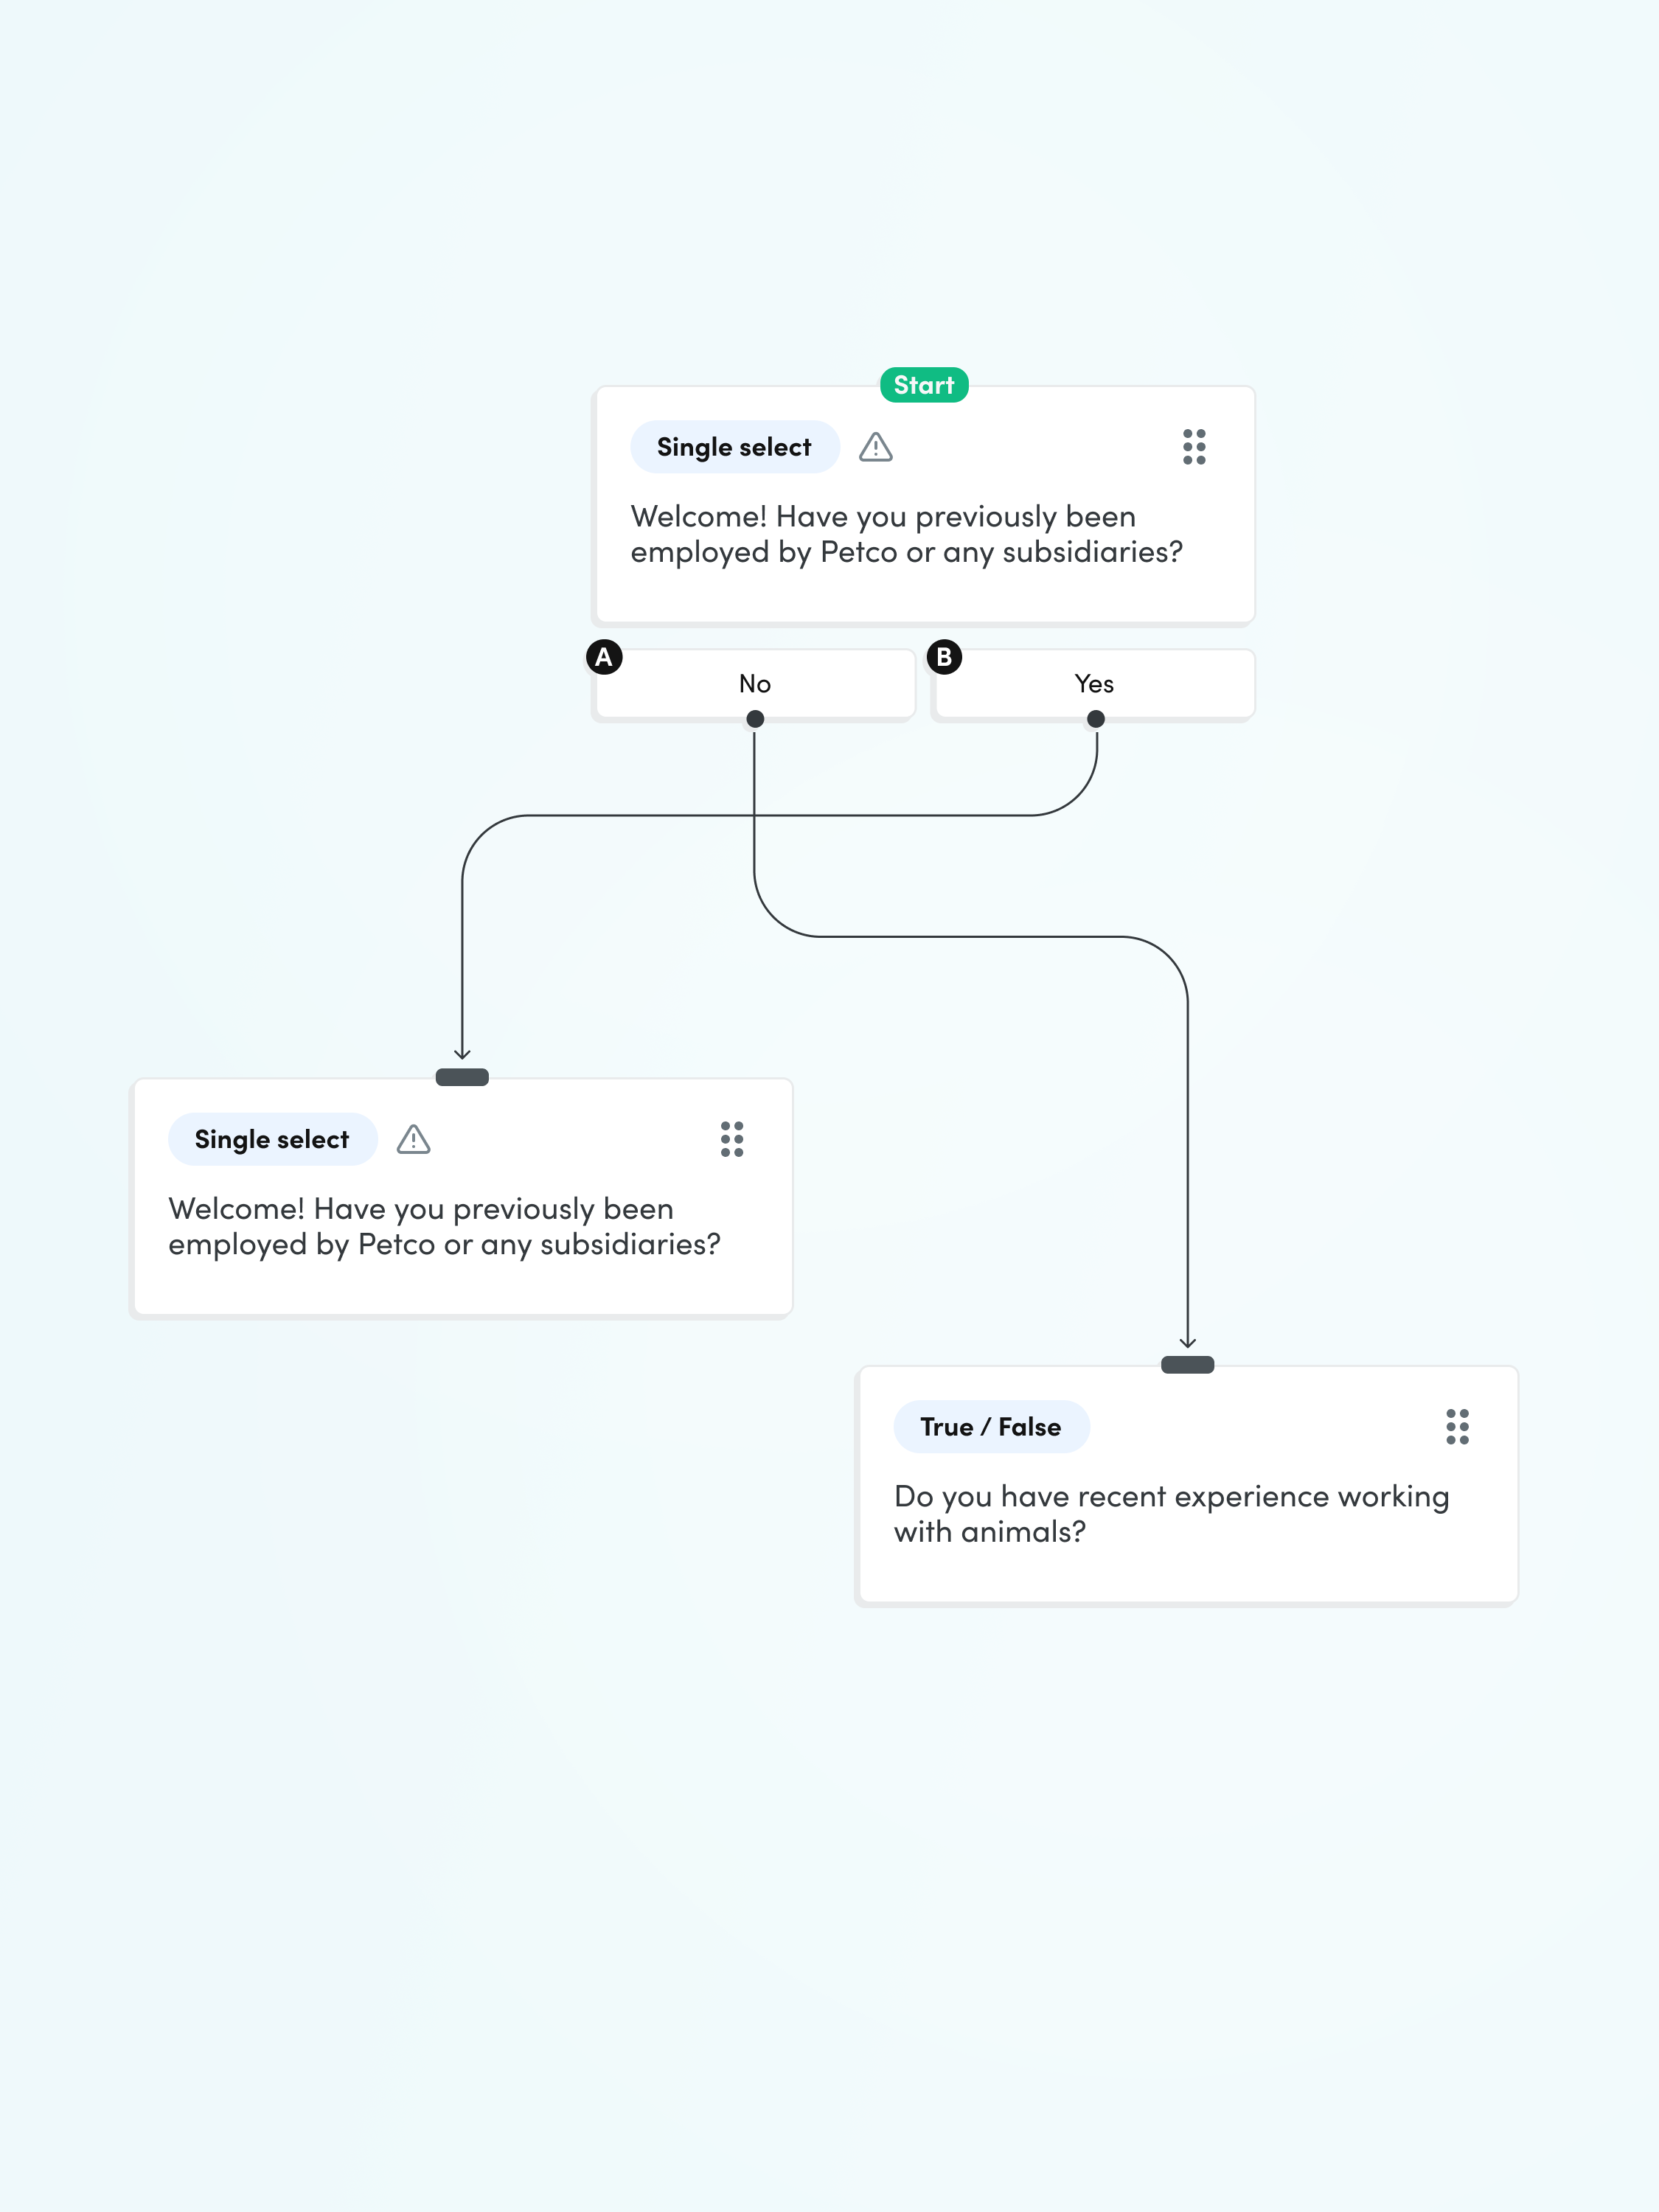 Start
Single select
Welcome! Have you previously been
employed by Petco or any subsidiaries?
A
No
B
Yes
Single select
Welcome! Have you previously been
employed by Petco or any subsidiaries?
True / False
Do you have recent experience working
with animals?